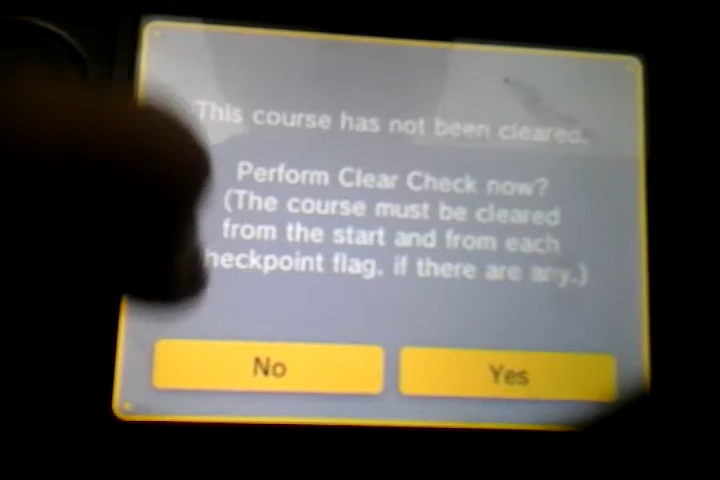 This course has not been cleared.
Perform Clear Check now?
(The course must be cleared
from the start and from each
heckpoint flag, if there are any.)
No
Yes